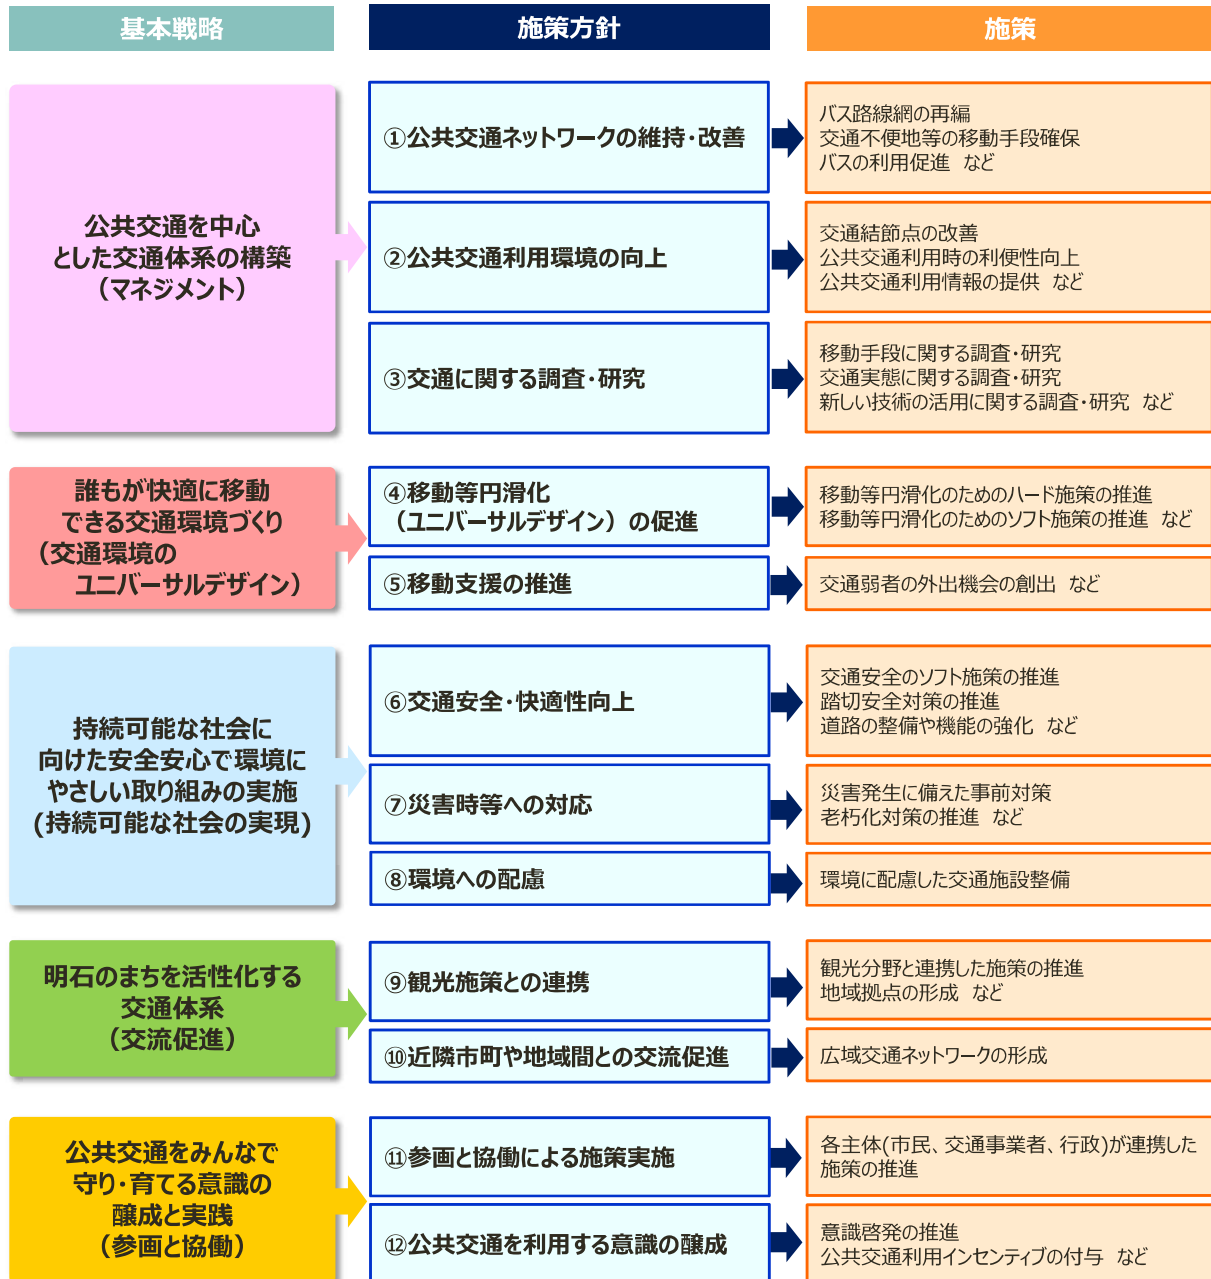 基本戦略
施策方針
施策
公共交通を中心
とした交通体系の構築
（マネジメント）
①公共交通ネットワークの維持・改善
バス路線網の再編
交通不便地等の移動手段確保
バスの利用促進　など
②公共交通利用環境の向上
交通結節点の改善
公共交通利用時の利便性向上
公共交通利用情報の提供　など
③交通に関する調査・研究
移動手段に関する調査・研究
交通実態に関する調査・研究
新しい技術の活用に関する調査・研究　など
誰もが快適に移動
できる交通環境づくり
（交通環境の
ユニバーサルデザイン）
④移動等円滑化
（ユニバーサルデザイン）の促進
移動等円滑化のためのハード施策の推進
移動等円滑化のためのソフト施策の推進　など
⑤移動支援の推進
交通弱者の外出機会の創出　など
持続可能な社会に
向けた安全安心で環境に
やさしい取り組みの実施
(持続可能な社会の実現)
⑥交通安全・快適性向上
交通安全のソフト施策の推進
踏切安全対策の推進
道路の整備や機能の強化　など
⑦災害時等への対応
災害発生に備えた事前対策
老朽化対策の推進　など
⑧環境への配慮
環境に配慮した交通施設整備
明石のまちを活性化する
交通体系
（交流促進）
⑨観光施策との連携
観光分野と連携した施策の推進
地域拠点の形成　など
⑩近隣市町や地域間との交流促進
広域交通ネットワークの形成
公共交通をみんなで
守り・育てる意識の
醸成と実践
（参画と協働）
⑪参画と協働による施策実施
各主体(市民、交通事業者、行政)が連携した
施策の推進
⑫公共交通を利用する意識の醸成
意識啓発の推進
公共交通利用インセンティブの付与　など